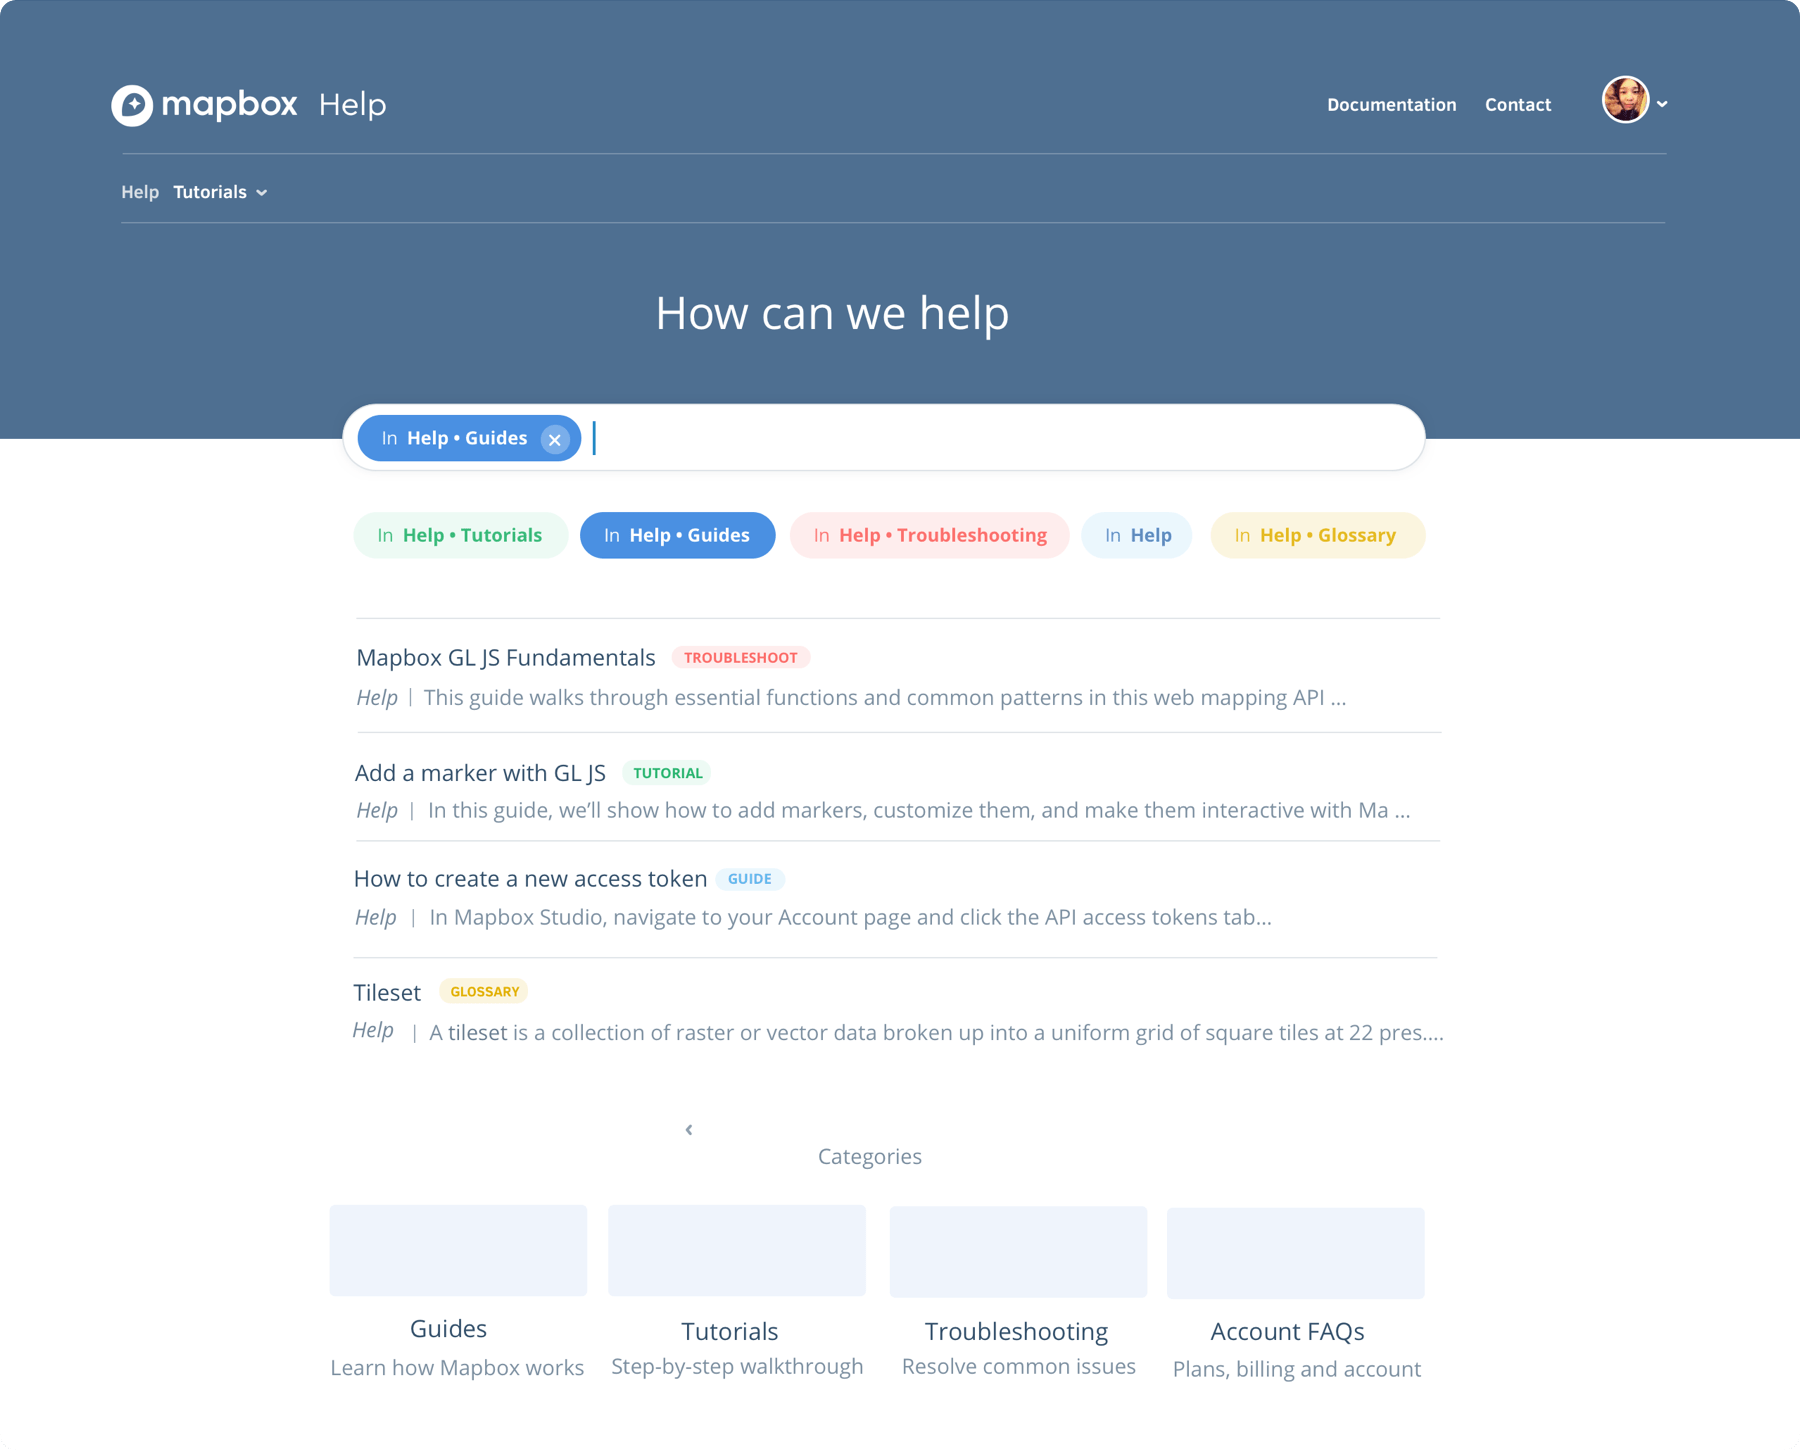 mapbox Help
Documentation Contact
Help Tutorials
How can we help
In Help • Guides
In Help • Tutorials In Help • Guides In Help • Troubleshooting In Help In Help • Glossary
Mapbox GL JS Fundamentals TROUBLESHOOT
Help | This guide walks through essential functions and common patterns in this web mapping API ...
Add a marker with GL JS TUTORIAL
Help | In this guide, we’ll show how to add markers, customize them, and make them interactive with Ma ...
How to create a new access token GUIDE
Help | In Mapbox Studio, navigate to your Account page and click the API access tokens tab...
Tileset GLOSSARY
Help | A tileset is a collection of raster or vector data broken up into a uniform grid of square tiles at 22 pres....
Categories
Guides Tutorials Troubleshooting Account FAQs
Learn how Mapbox works Step-by-step walkthrough Resolve common issues Plans, billing and account